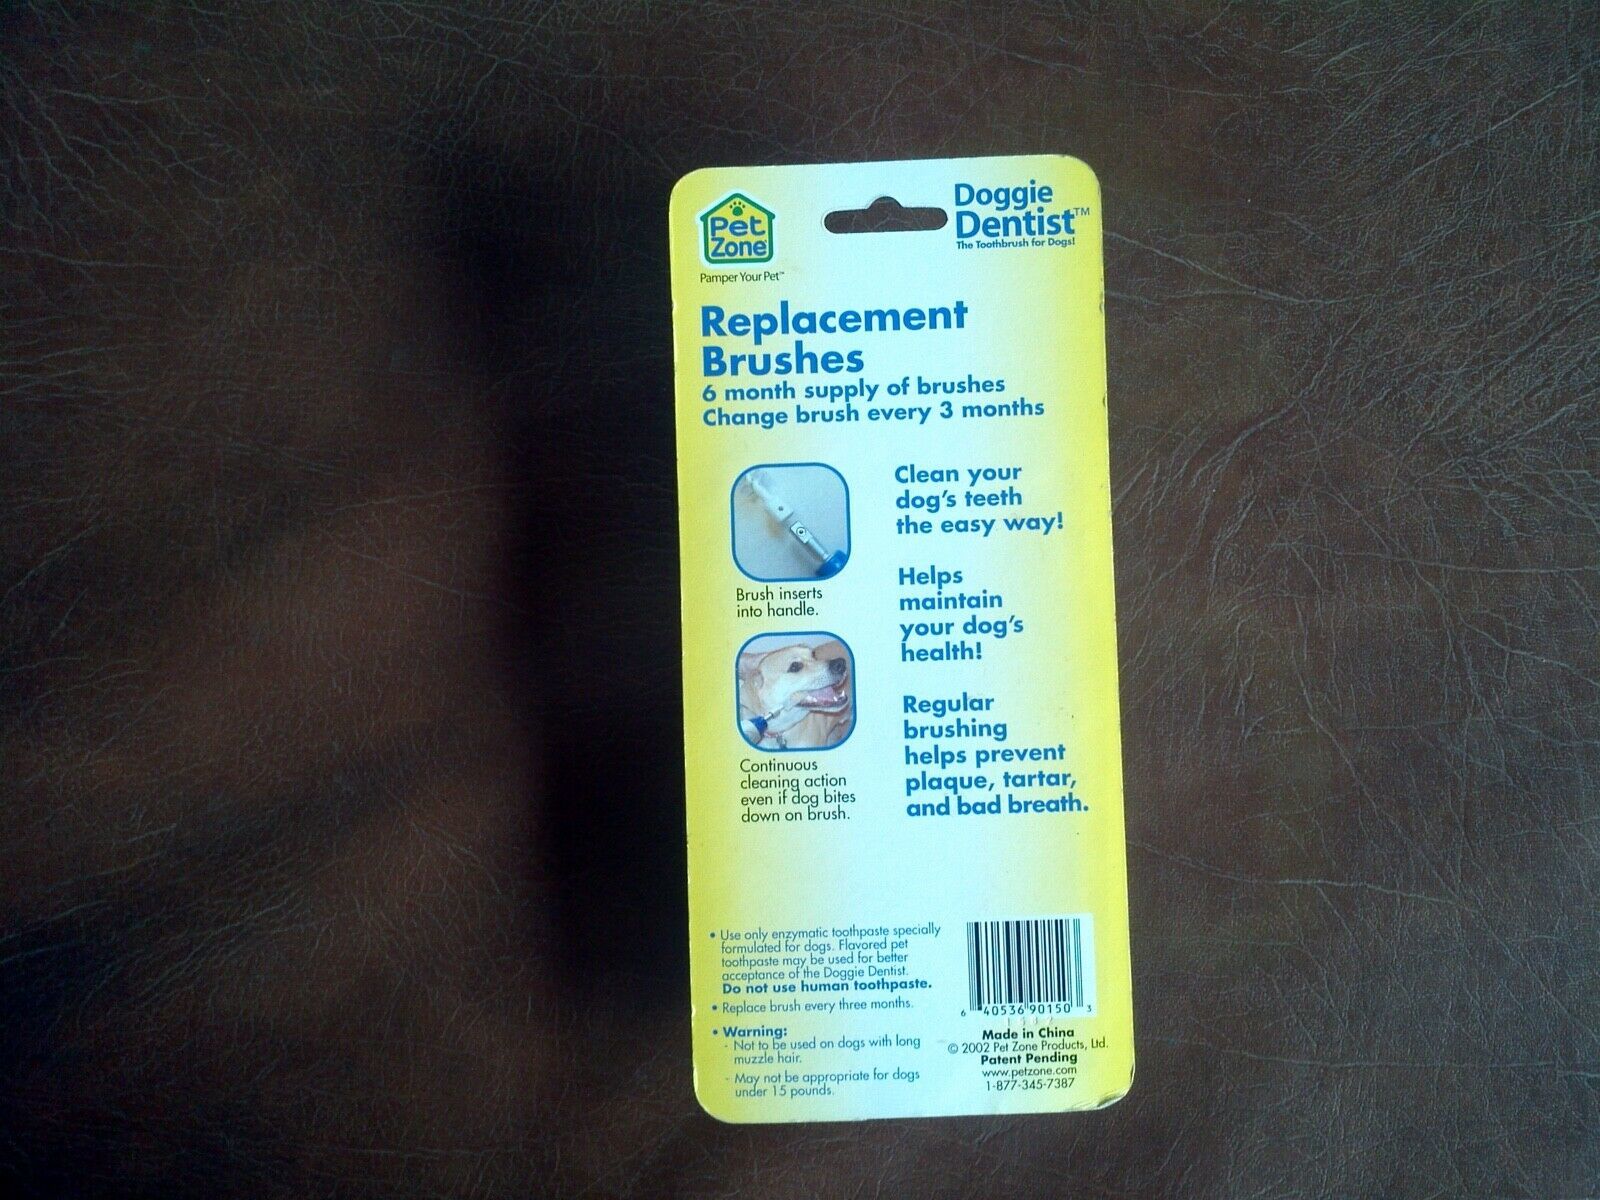 Pet
Zone
Pamper Your Pet™
Doggie
Dentist™
The Toothbrush for Dogs!
Replacement
Brushes
6 month supply of brushes
Change brush every 3 months
Brush inserts
into handle.
Continuous
cleaning action
even if dog bites
down on brush.
Clean your
dog's teeth
the easy way!
Helps
maintain
your dog's
health!
Regular
brushing
helps prevent
plaque, tartar,
and bad breath.
• Use only enzymatic toothpaste specially
formulated for dogs. Flavored pet
toothpaste may be used for better
acceptance of the Doggie Dentist.
Do not use human toothpaste.
• Replace brush every three months.
• Warning:
- Not to be used on dogs with long
muzzle hair.
- May not be appropriate for dogs
under 15 pounds.
6 40536 90150 3
Made in China
© 2002 Pet Zone Products, Ltd.
Patent Pending
www.petzone.com
1-877-345-7387